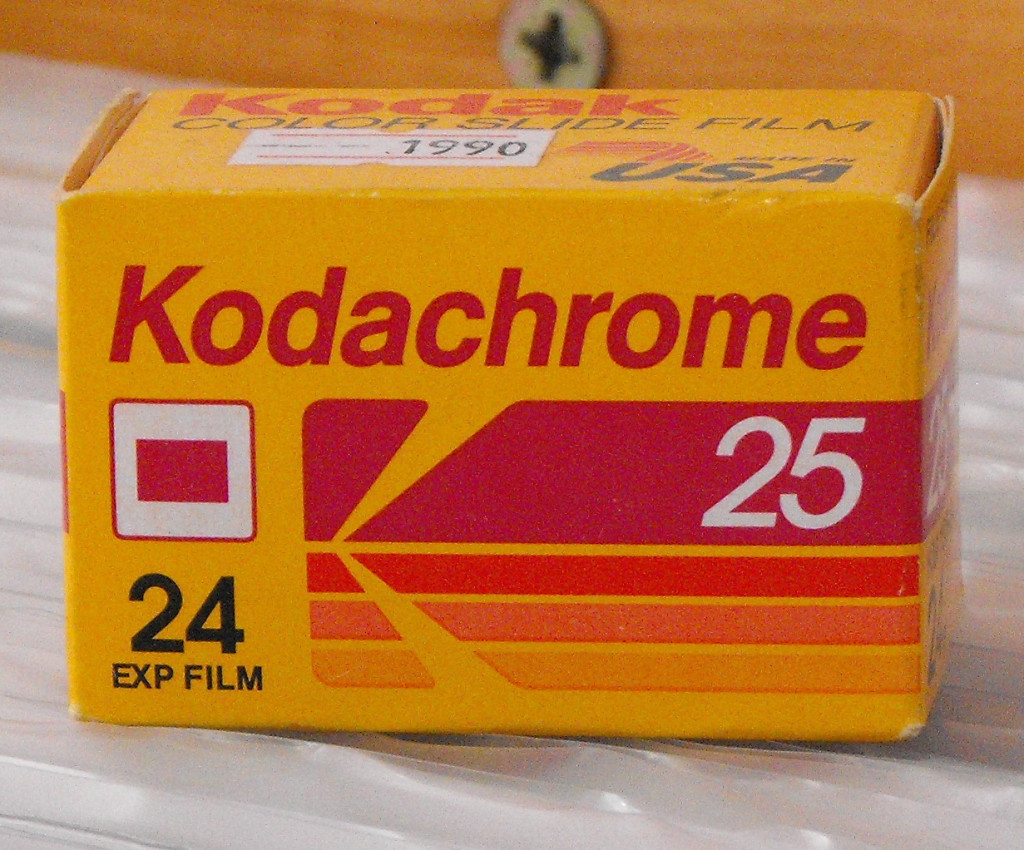 Kodak
COLOR SLIDE FILM
1990
MADE IN
USA
Kodachrome
25
24
EXP FILM